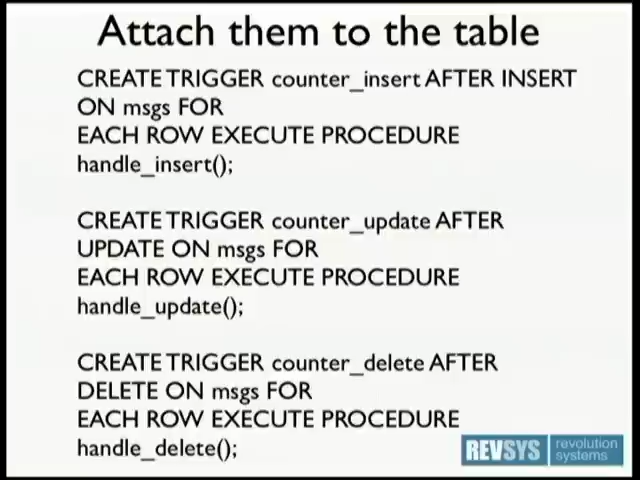 Attach them to the table
CREATE TRIGGER counter_insert AFTER INSERT
ON msgs FOR
EACH ROW EXECUTE PROCEDURE
handle_insert();
CREATE TRIGGER counter_update AFTER
UPDATE ON msgs FOR
EACH ROW EXECUTE PROCEDURE
handle_update();
CREATE TRIGGER counter_delete AFTER
DELETE ON msgs FOR
EACH ROW EXECUTE PROCEDURE
handle_delete();
REVSYS revolution
systems